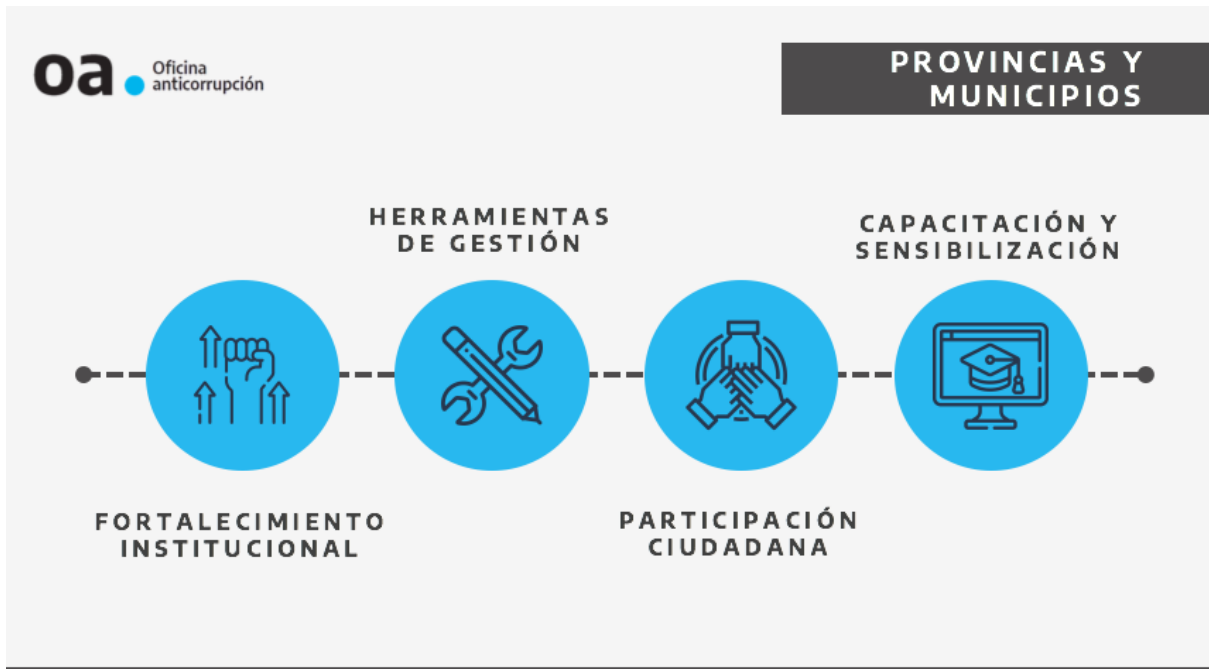 oa.
Oficina
anticorrupción
PROVINCIAS Y
MUNICIPIOS
HERRAMIENTAS
DE GESTIÓN
CAPACITACIÓN Y
SENSIBILIZACIÓN
FORTALECIMIENTO
INSTITUCIONAL
PARTICIPACIÓN
CIUDADANA